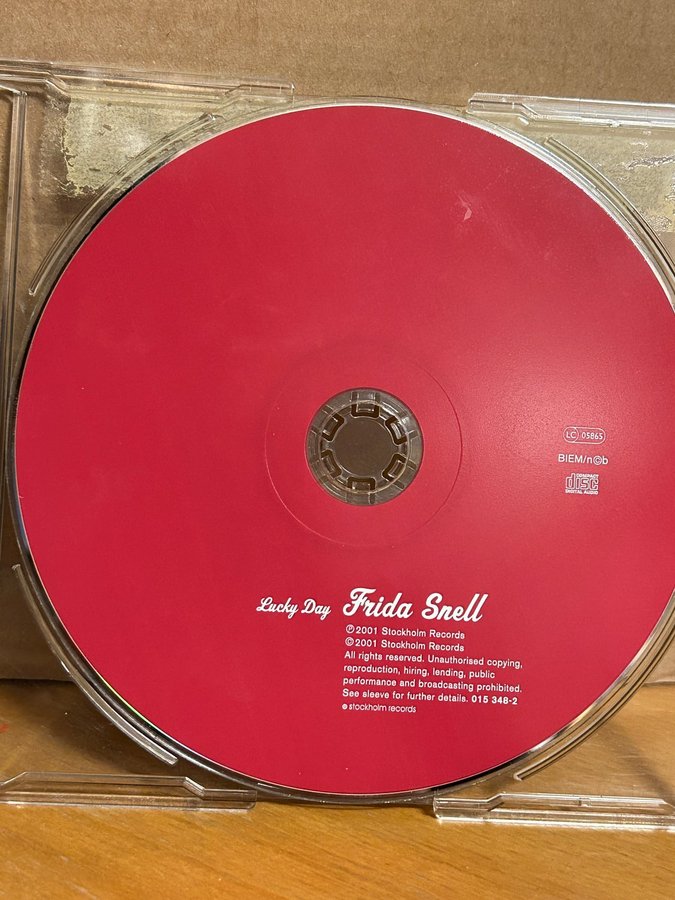 LC 05865
BIEM/n©b
COMPACT
disc
DIGITAL AUDIO
Lucky Day Frida Snell
℗ 2001 Stockholm Records
© 2001 Stockholm Records
All rights reserved. Unauthorised copying,
reproduction, hiring, lending, public
performance and broadcasting prohibited.
See sleeve for further details. 015 348-2
stockholm records